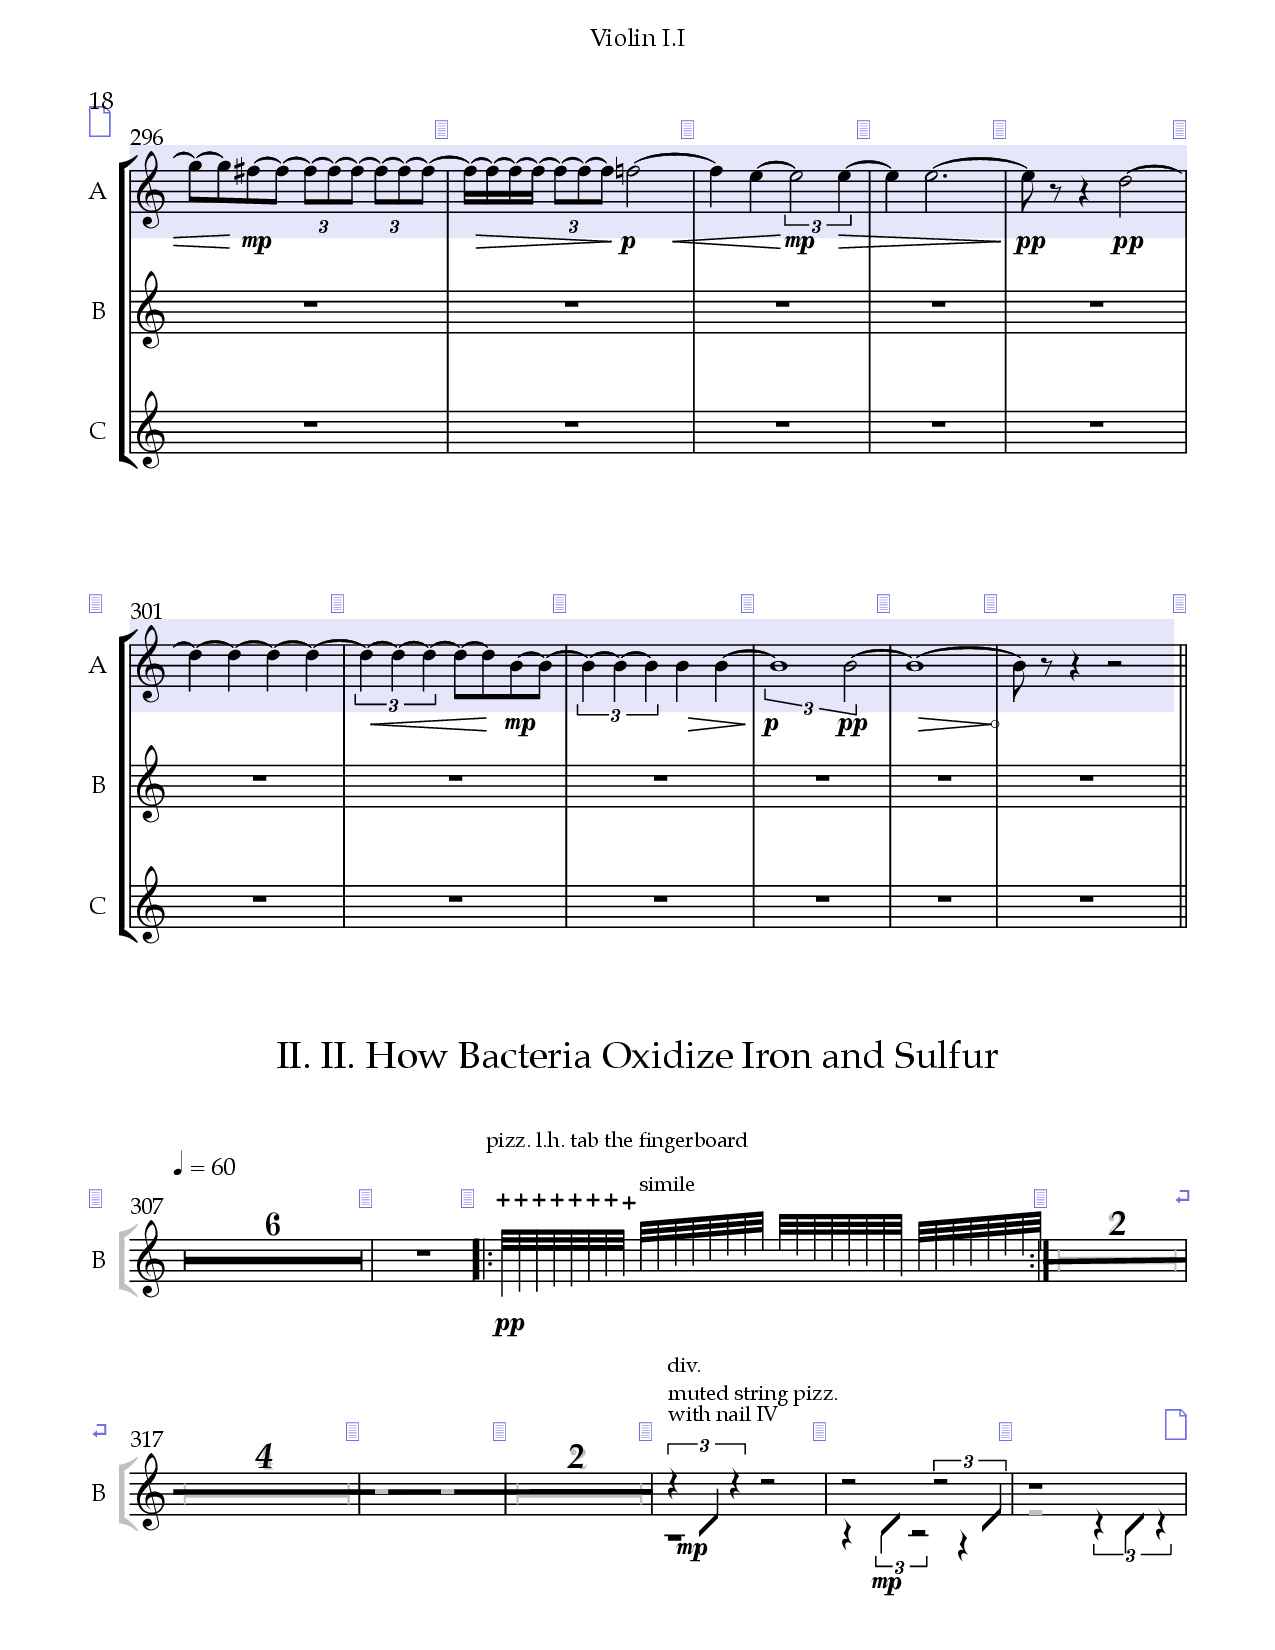 Violin I.I
18
296
A
3 3 3 3
mp p mp pp pp
B
C
301
A
3 3 3
mp p pp
B
C
II. II. How Bacteria Oxidize Iron and Sulfur
pizz. l.h. tab the fingerboard
= 60
simile
307
6 2
B
pp
div.
muted string pizz.
with nail IV
317
4 2 3 3
B
mp 3 3
mp